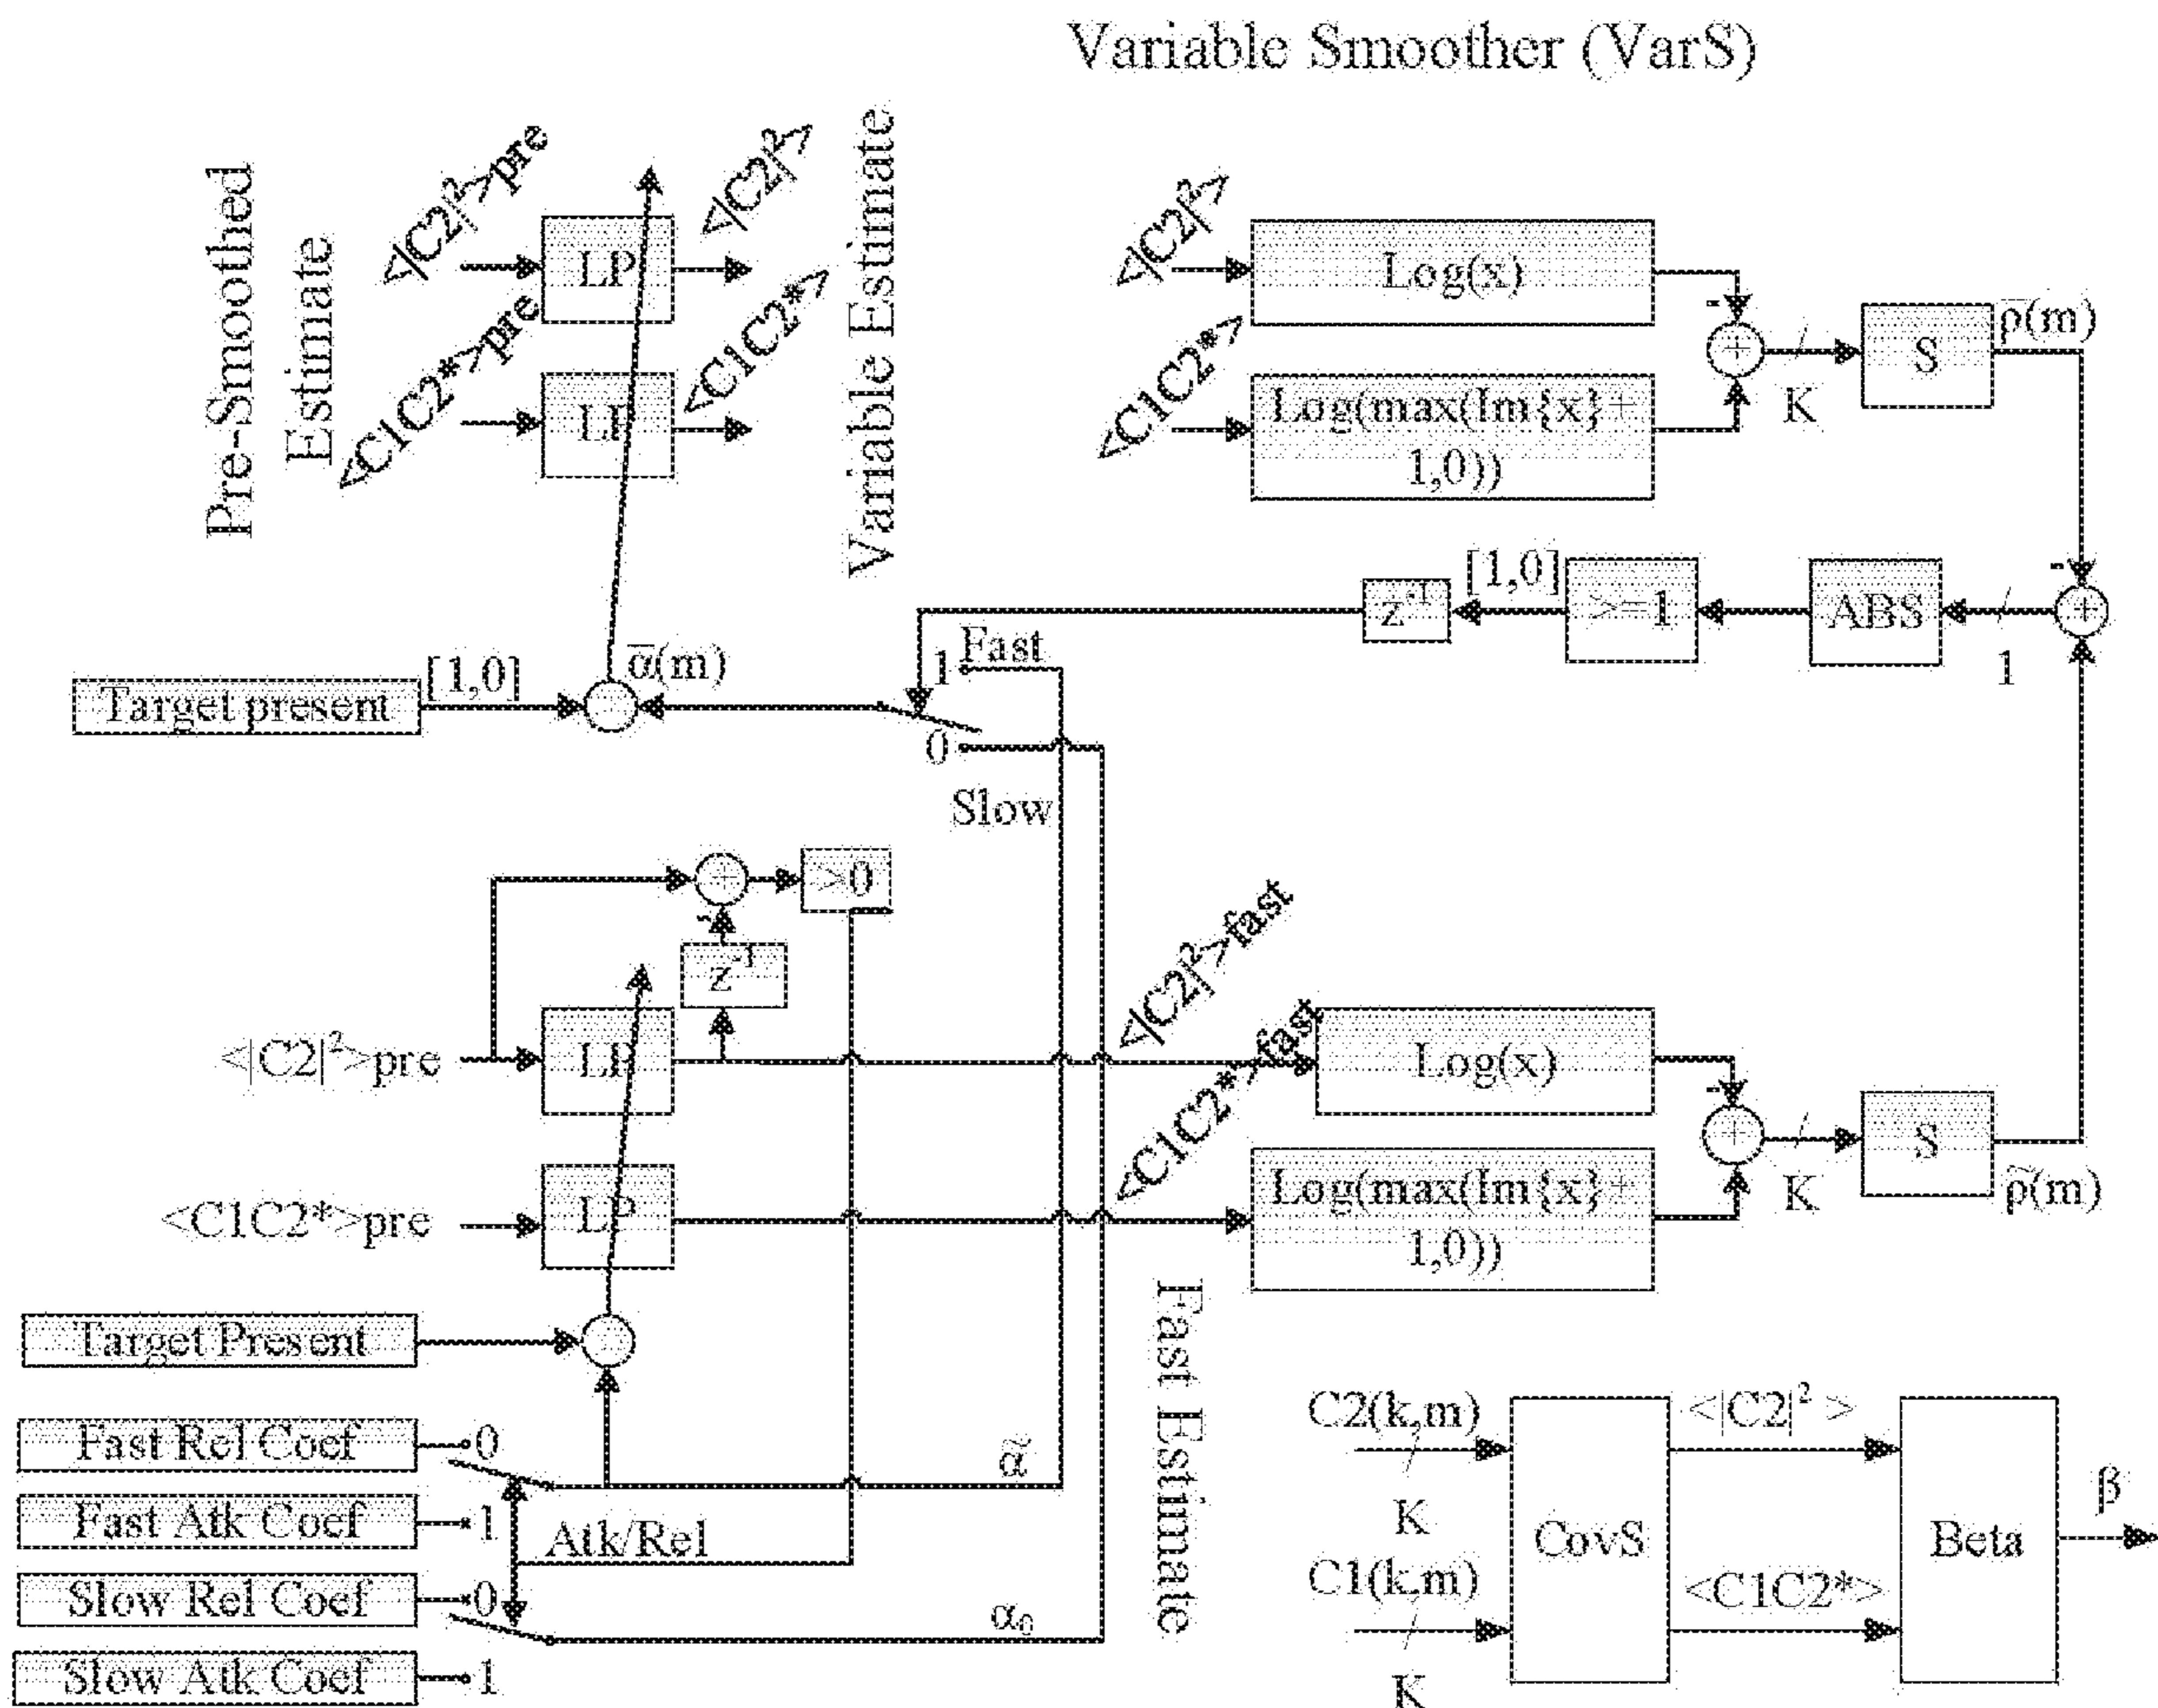 Variable Smoother (VarS)
Pre-Smoothed
Estimate
<|C2|²>pre
LP
<|C2|²>
<C1C2*>pre
LP
<C1C2*>
Variable Estimate
<|C2|²>
Log(x)
<C1C2*>
Log(max(Im{x}+
1,0))
-
+
K
S
ρ̄(m)
-
+
1
ABS
>=1
[1,0]
z⁻¹
Target present
[1,0]
ᾱ(m)
1
Fast
0
Slow
+
>0
-
z⁻¹
<|C2|²>pre
LP
<C1C2*>pre
LP
<|C2|²>fast
Log(x)
<C1C2*>fast
Log(max(Im{x}+
1,0))
-
+
K
S
ρ̃(m)
Fast Estimate
Target Present
Fast Rel Coef
0
α̃
Fast Atk Coef
1
Atk/Rel
Slow Rel Coef
0
α₀
Slow Atk Coef
1
C2(k,m)
K
C1(k,m)
K
CovS
<|C2|² >
<C1C2*>
Beta
β